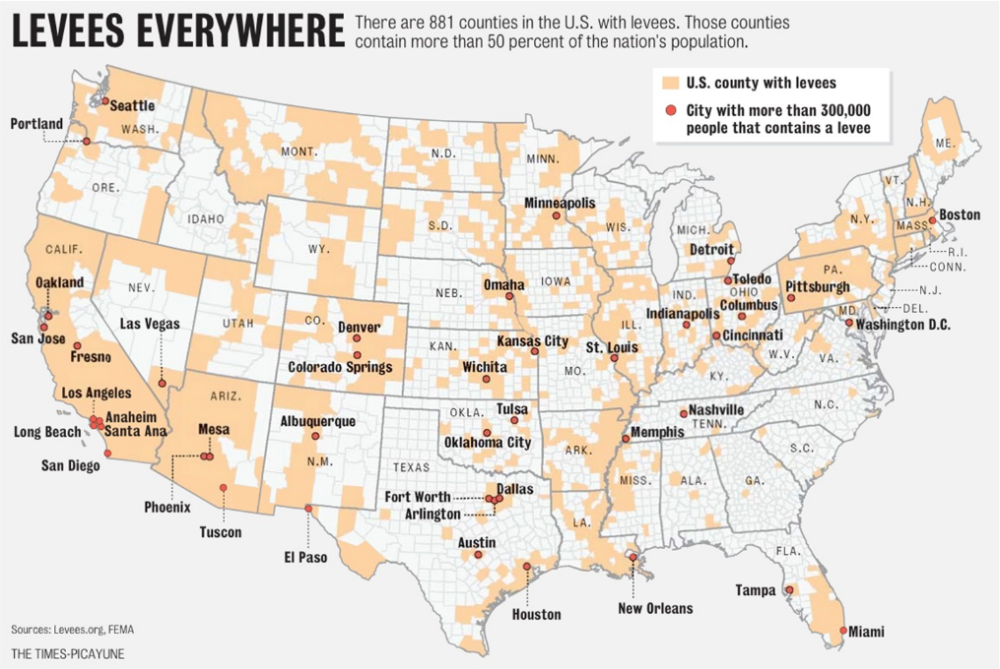 LEVEES EVERYWHERE
There are 881 counties in the U.S. with levees. Those counties
contain more than 50 percent of the nation's population.
U.S. county with levees
City with more than 300,000
people that contains a levee
Seattle
Portland
WASH.
MONT.
N.D.
MINN.
ME.
VT.
N.H.
ORE.
IDAHO
Minneapolis
S.D.
WIS.
MICH.
N.Y.
MASS.
Boston
CALIF.
WY.
Detroit
R.I.
CONN.
Oakland
NEV.
NEB.
Omaha
IOWA
Toledo
PA.
Pittsburgh
N.J.
IND.
OHIO
Columbus
Indianapolis
MD.
DEL.
Washington D.C.
Las Vegas
UTAH
CO.
Denver
ILL.
Cincinnati
San Jose
Fresno
Colorado Springs
KAN.
Kansas City
St. Louis
W.V.
VA.
Wichita
MO.
KY.
Los Angeles
ARIZ.
Anaheim
Long Beach
Santa Ana
Mesa
Albuquerque
OKLA.
Tulsa
Oklahoma City
Nashville
TENN.
N.C.
Memphis
San Diego
N.M.
TEXAS
ARK.
S.C.
MISS.
ALA.
GA.
Phoenix
Fort Worth
Dallas
Arlington
Tuscon
LA.
El Paso
Austin
FLA.
Houston
New Orleans
Tampa
Miami
Sources: Levees.org, FEMA
THE TIMES-PICAYUNE